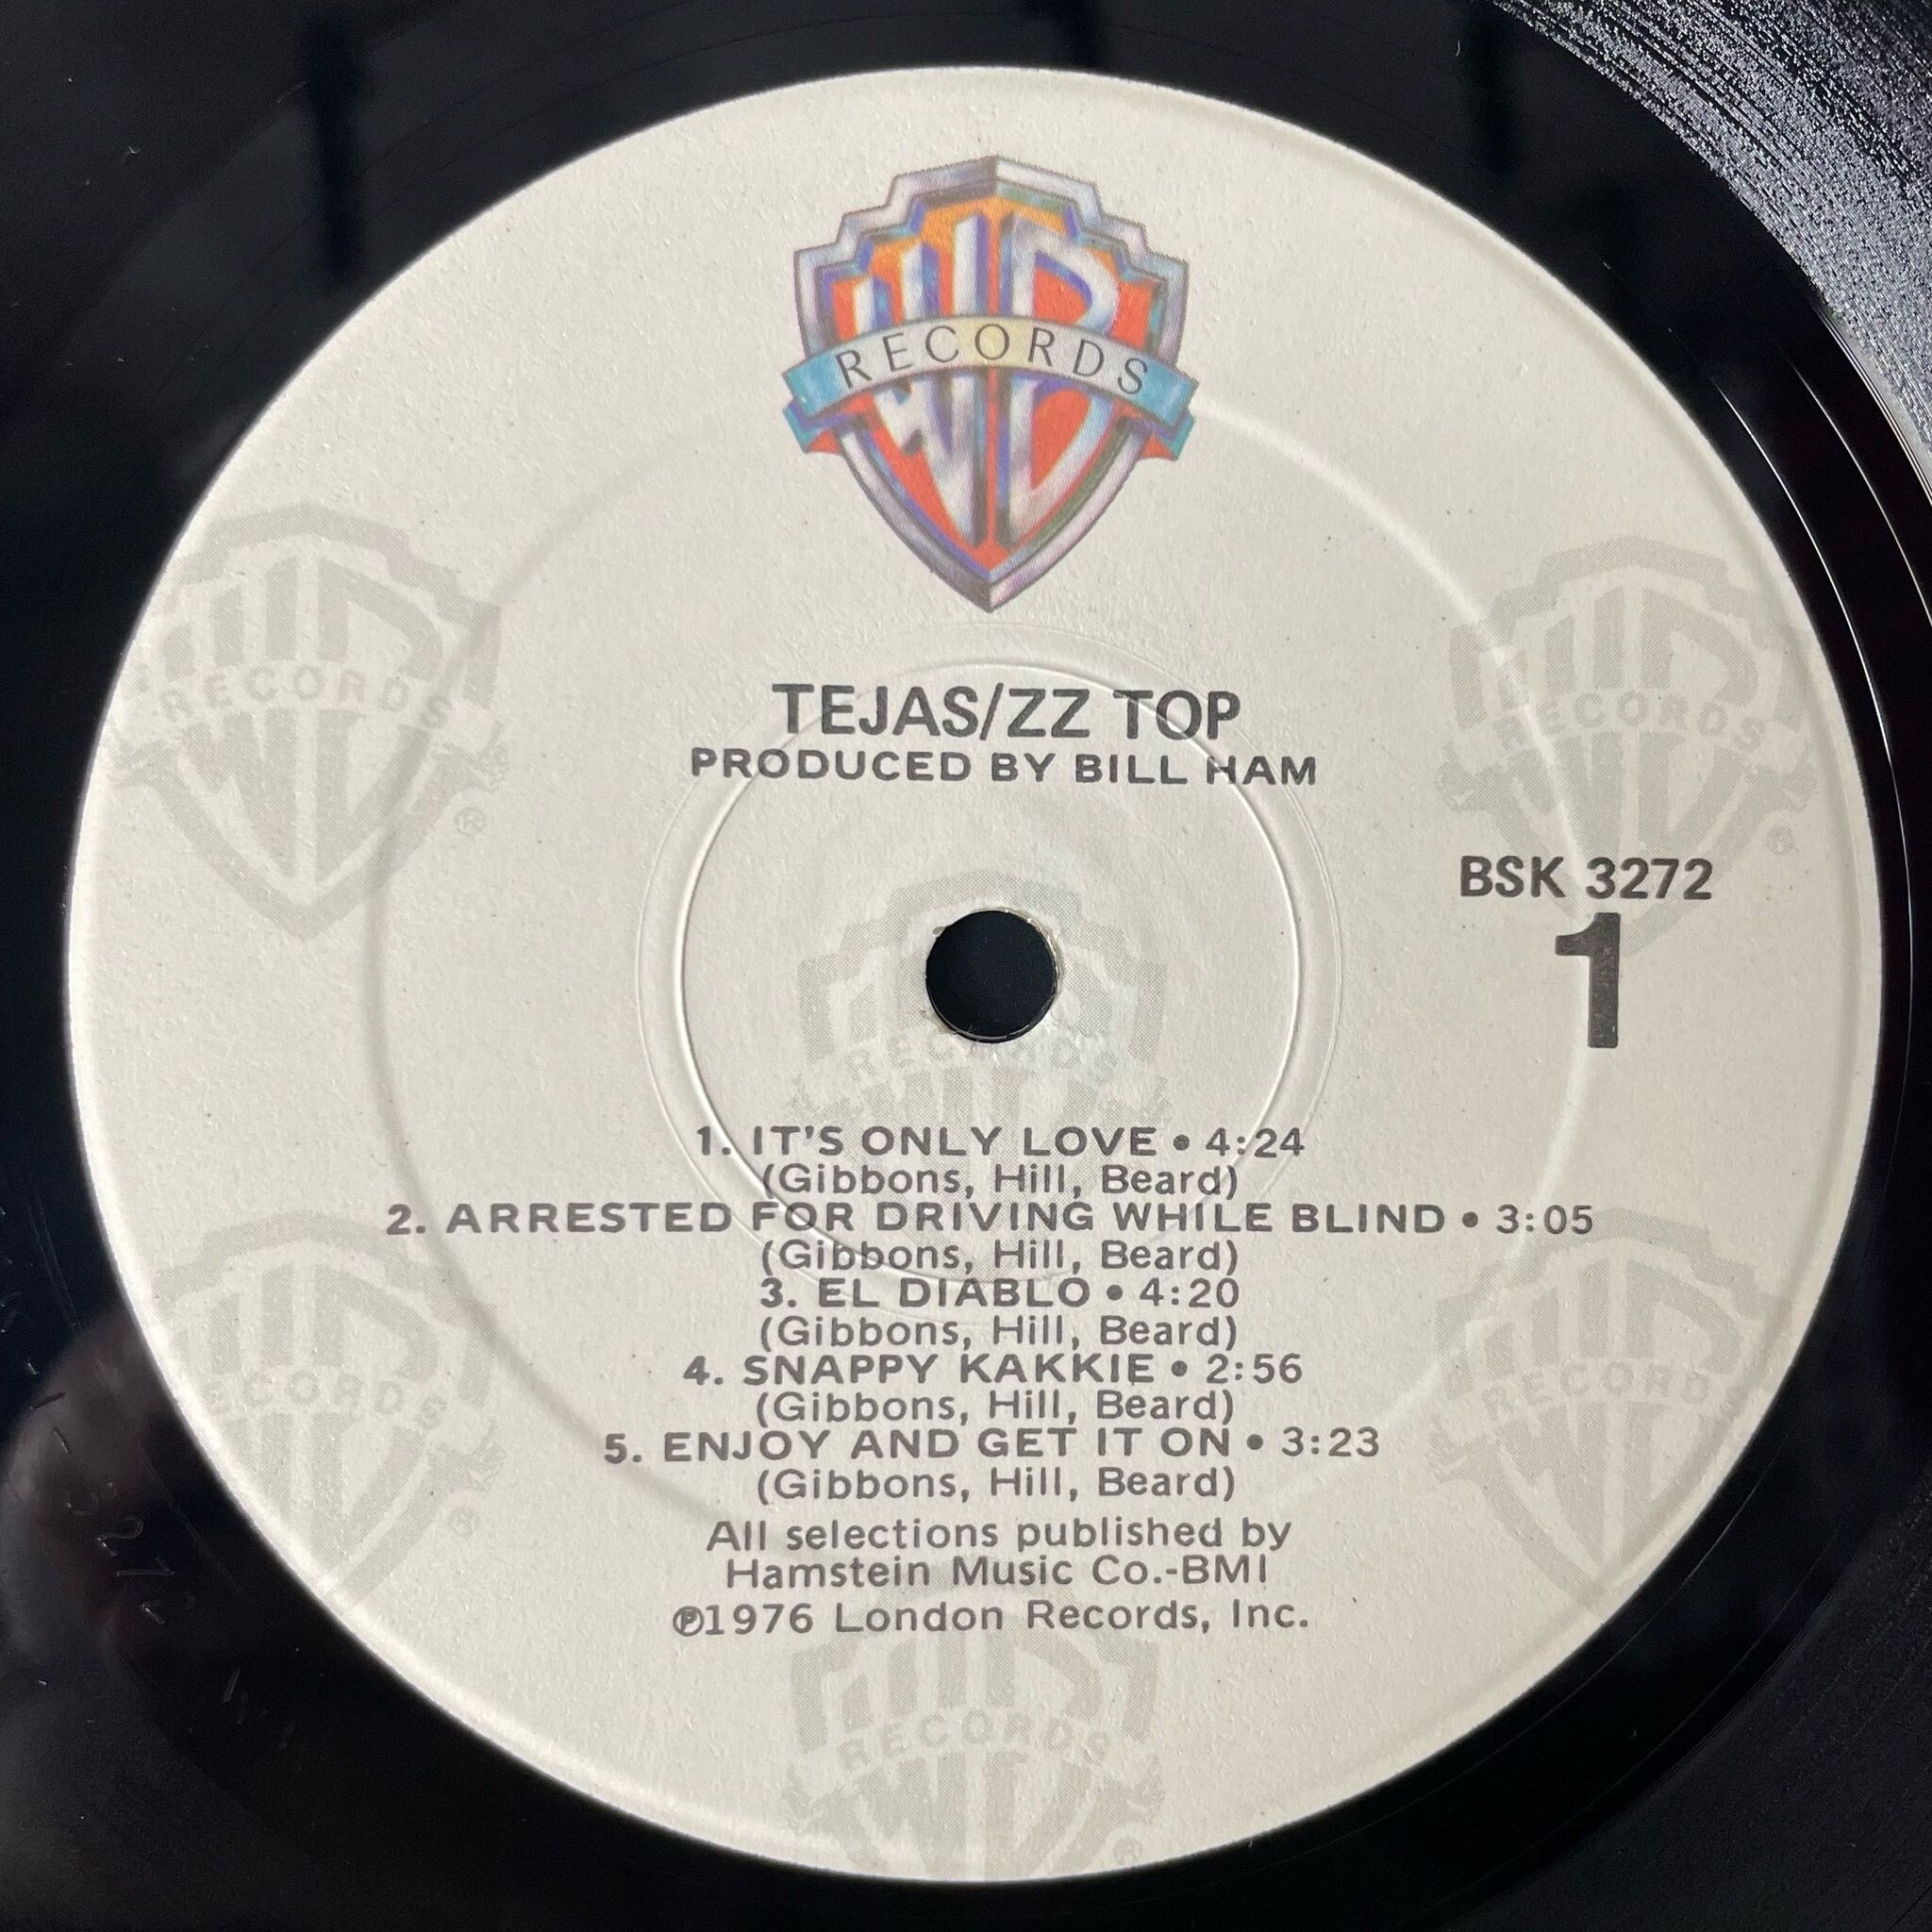 WB
RECORDS
TEJAS/ZZ TOP
PRODUCED BY BILL HAM
BSK 3272
1
1. IT'S ONLY LOVE • 4:24
(Gibbons, Hill, Beard)
2. ARRESTED FOR DRIVING WHILE BLIND • 3:05
(Gibbons, Hill, Beard)
3. EL DIABLO • 4:20
(Gibbons, Hill, Beard)
4. SNAPPY KAKKIE • 2:56
(Gibbons, Hill, Beard)
5. ENJOY AND GET IT ON • 3:23
(Gibbons, Hill, Beard)
All selections published by
Hamstein Music Co.-BMI
℗1976 London Records, Inc.